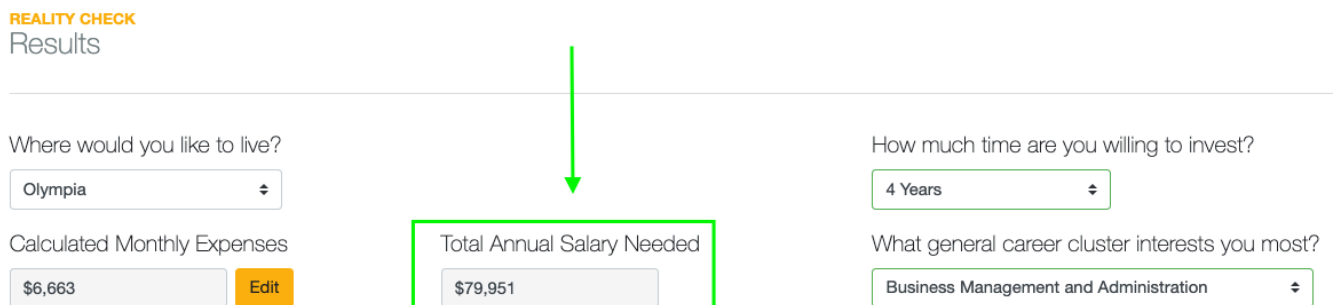 REALITY CHECK
Results
Where would you like to live?
How much time are you willing to invest?
Olympia
4 Years
Calculated Monthly Expenses
Total Annual Salary Needed
What general career cluster interests you most?
$6,663
Edit
$79,951
Business Management and Administration